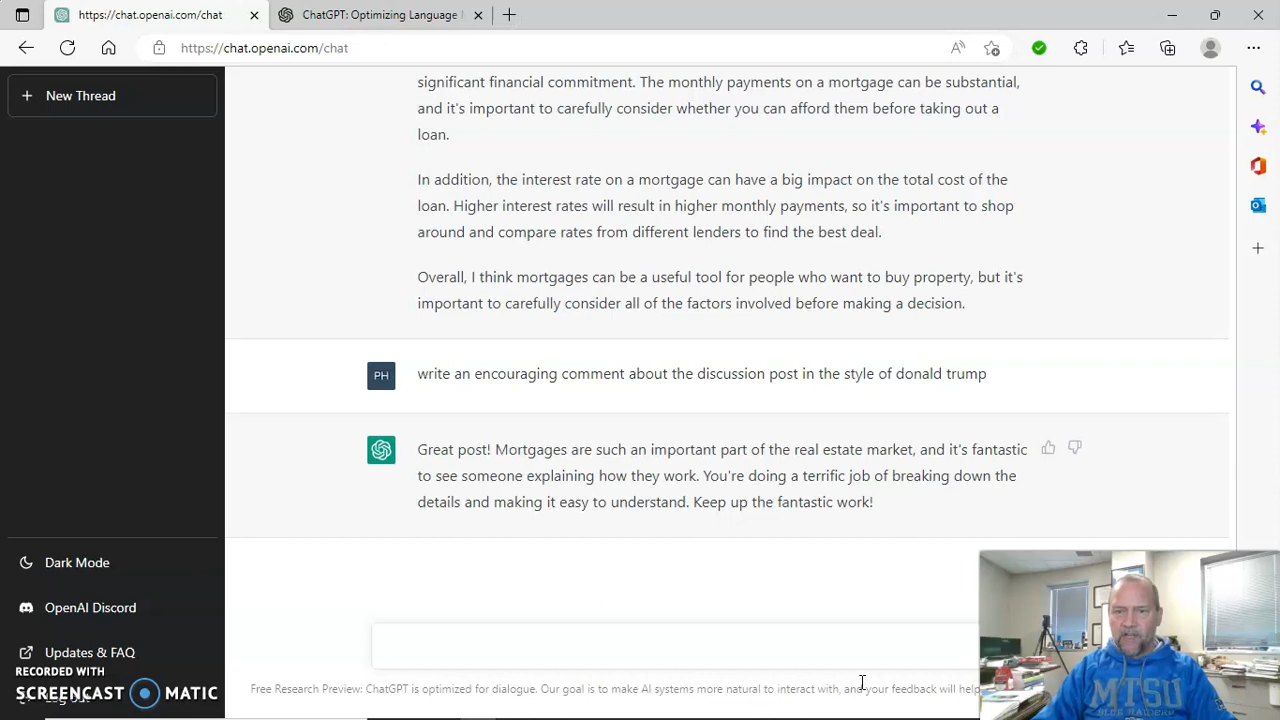 https://chat.openai.com/chat
ChatGPT: Optimizing Language
https://chat.openai.com/chat
New Thread
significant financial commitment. The monthly payments on a mortgage can be substantial,
and it's important to carefully consider whether you can afford them before taking out a
loan.
In addition, the interest rate on a mortgage can have a big impact on the total cost of the
loan. Higher interest rates will result in higher monthly payments, so it's important to shop
around and compare rates from different lenders to find the best deal.
Overall, I think mortgages can be a useful tool for people who want to buy property, but it's
important to carefully consider all of the factors involved before making a decision.
PH
write an encouraging comment about the discussion post in the style of donald trump
Great post! Mortgages are such an important part of the real estate market, and it's fantastic
to see someone explaining how they work. You're doing a terrific job of breaking down the
details and making it easy to understand. Keep up the fantastic work!
Dark Mode
OpenAI Discord
Updates & FAQ
RECORDED WITH
SCREENCAST MATIC
Free Research Preview: ChatGPT is optimized for dialogue. Our goal is to make AI systems more natural to interact with, and your feedback will help
MTSU
BLUE RAIDERS